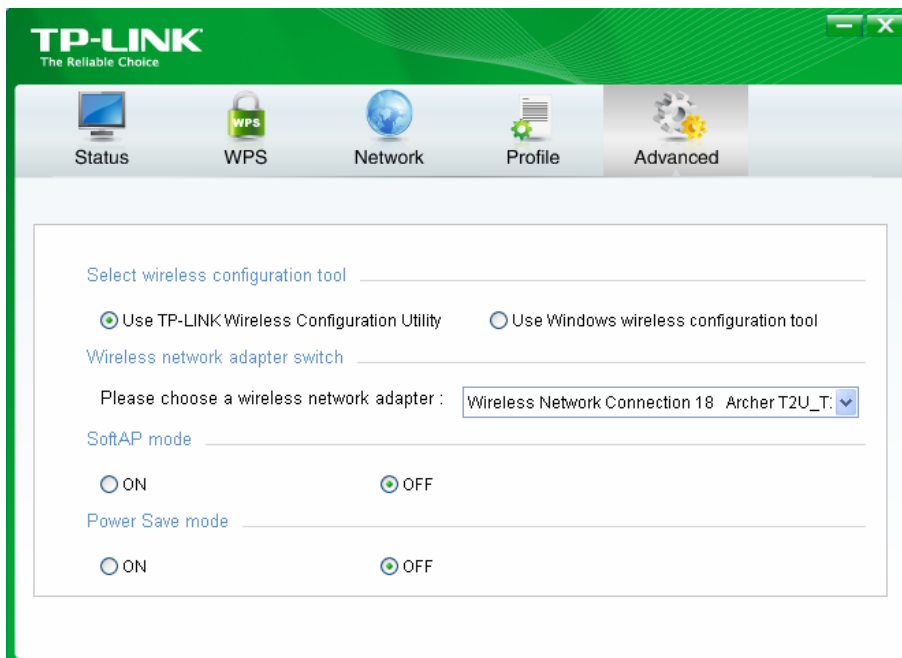 TP-LINK
The Reliable Choice
WPS
Status WPS Network Profile Advanced
Select wireless configuration tool
Use TP-LINK Wireless Configuration Utility Use Windows wireless configuration tool
Wireless network adapter switch
Please choose a wireless network adapter : Wireless Network Connection 18 Archer T2U_T
SoftAP mode
ON OFF
Power Save mode
ON OFF